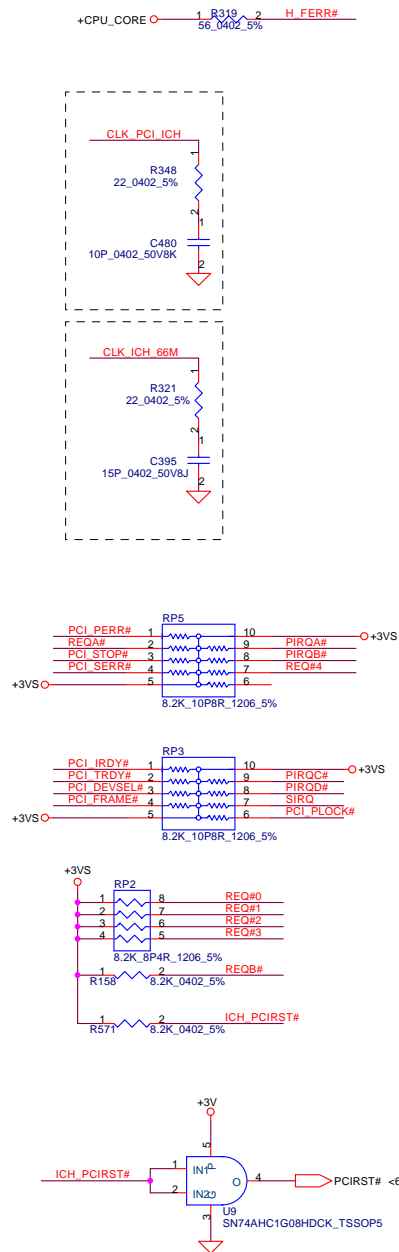 +CPU_CORE 1 R319 2 H_FERR#
56_0402_5%
CLK_PCI_ICH
1
R348
22_0402_5%
2
1
C480
10P_0402_50V8K
2
CLK_ICH_66M
1
R321
22_0402_5%
2
1
C395
15P_0402_50V8J
2
RP5
PCI_PERR# 1 10 +3VS
REQA# 2 9 PIRQA#
PCI_STOP# 3 8 PIRQB#
PCI_SERR# 4 7 REQ#4
+3VS 5 6
8.2K_10P8R_1206_5%
RP3
PCI_IRDY# 1 10 +3VS
PCI_TRDY# 2 9 PIRQC#
PCI_DEVSEL# 3 8 PIRQD#
PCI_FRAME# 4 7 SIRQ
+3VS 5 6 PCI_PLOCK#
8.2K_10P8R_1206_5%
+3VS
RP2
1 8 REQ#0
2 7 REQ#1
3 6 REQ#2
4 5 REQ#3
8.2K_8P4R_1206_5%
1 2 REQB#
R158 8.2K_0402_5%
1 2 ICH_PCIRST#
R571 8.2K_0402_5%
+3V
5
ICH_PCIRST# 1 IN1 P
2 IN2 G O 4 PCIRST# <6
3 U9
SN74AHC1G08HDCK_TSSOP5